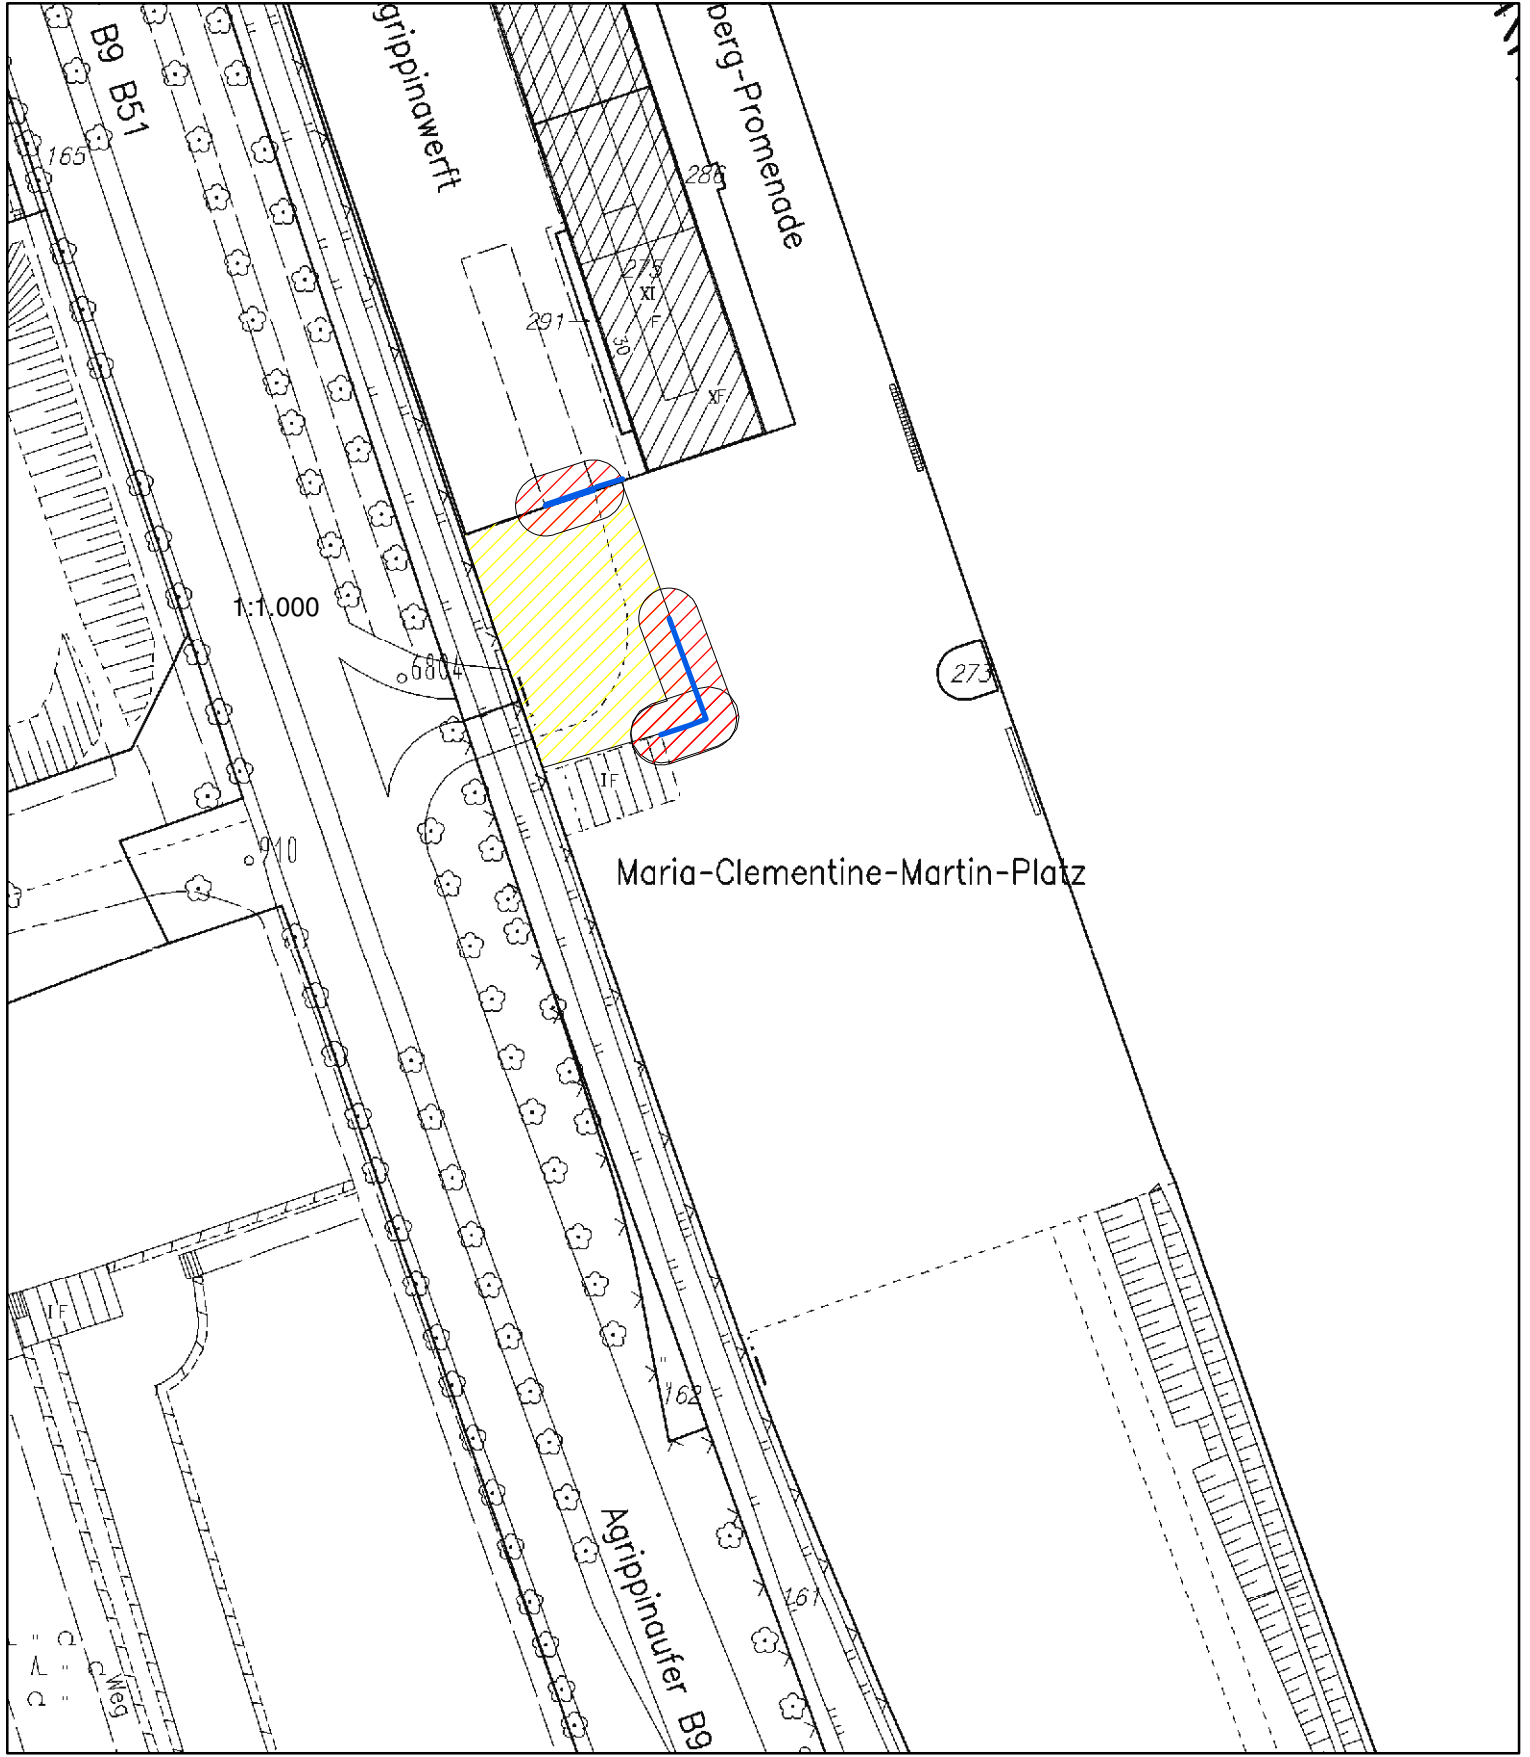 B9 B51
grippinawerft
berg-Promenade
165
286
275
XI
F
291
30
XF
1:1.000
6804
273
IF
910
Maria-Clementine-Martin-Platz
IF
162
Agrippinaufer B9
161
Weg